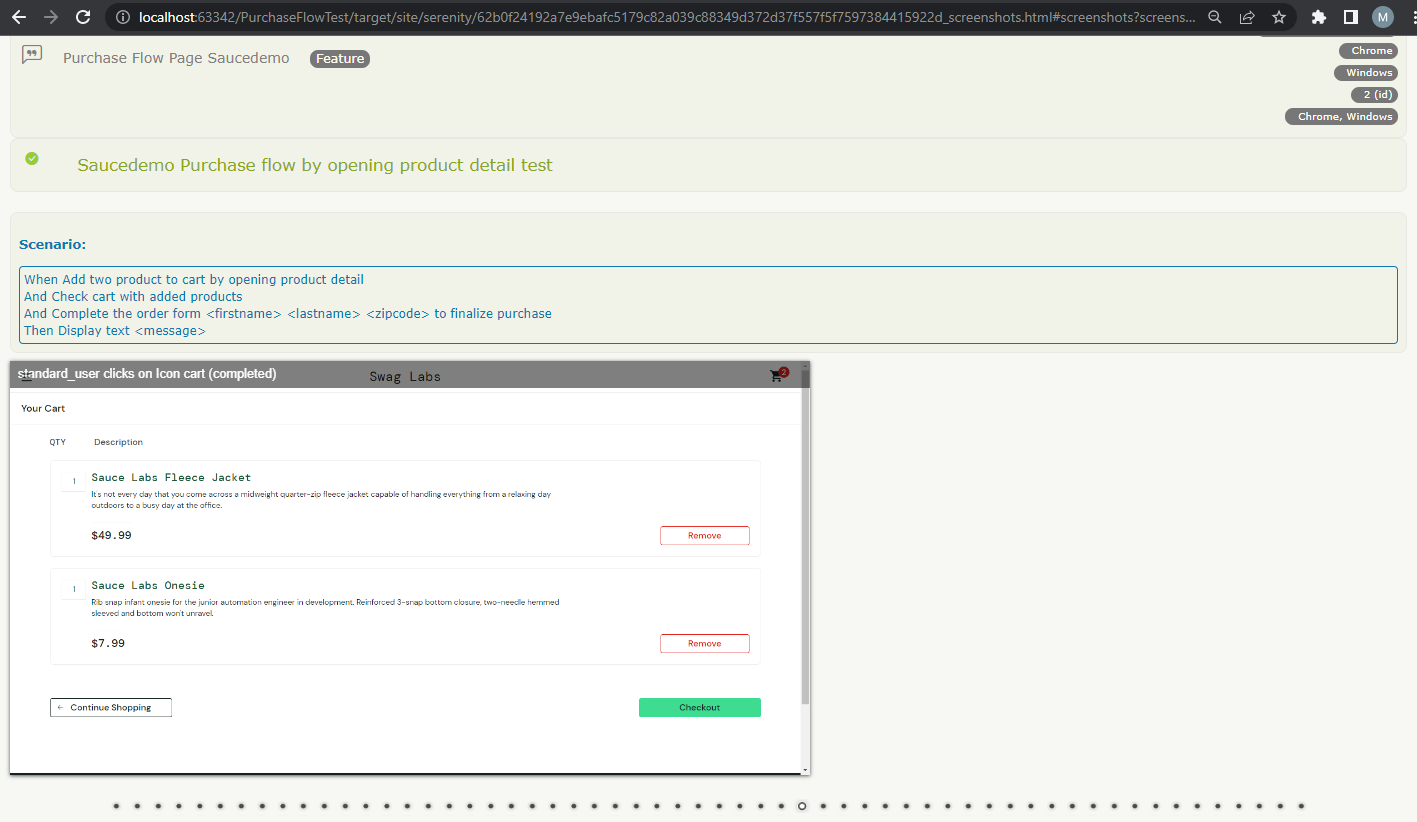 localhost:63342/PurchaseFlowTest/target/site/serenity/62b0f24192a7e9ebafc5179c82a039c88349d372d37f557f5f7597384415922d_screenshots.html#screenshots?screens...
M
Purchase Flow Page Saucedemo Feature
Chrome
Windows
2 (id)
Chrome, Windows
Saucedemo Purchase flow by opening product detail test
Scenario:
When Add two product to cart by opening product detail
And Check cart with added products
And Complete the order form <firstname> <lastname> <zipcode> to finalize purchase
Then Display text <message>
standard_user clicks on Icon cart (completed)
Swag Labs
2
Your Cart
QTY Description
1
Sauce Labs Fleece Jacket
It's not every day that you come across a midweight quarter-zip fleece jacket capable of handling everything from a relaxing day
outdoors to a busy day at the office.
$49.99 Remove
1
Sauce Labs Onesie
Rib snap infant onesie for the junior automation engineer in development. Reinforced 3-snap bottom closure, two-needle hemmed
sleeved and bottom won't unravel.
$7.99 Remove
Continue Shopping Checkout